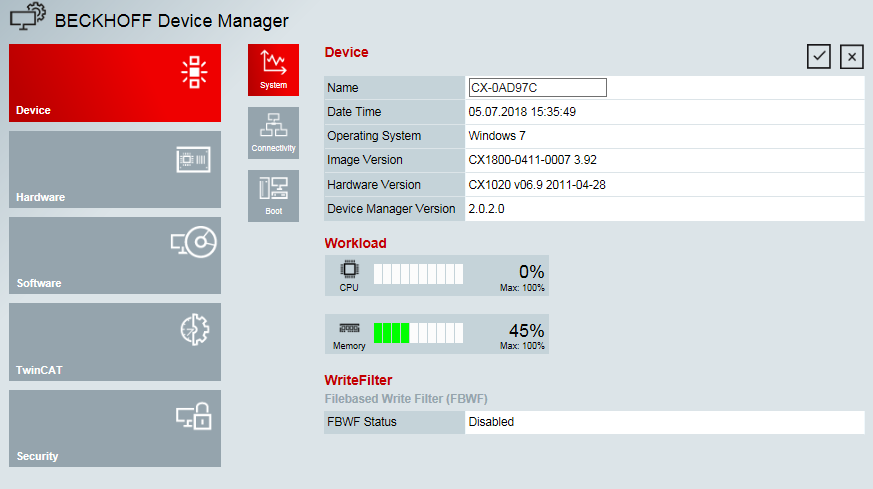 BECKHOFF Device Manager
Device
Hardware
Software
TwinCAT
Security
System
Connectivity
Boot
Device
Name CX-0AD97C
Date Time 05.07.2018 15:35:49
Operating System Windows 7
Image Version CX1800-0411-0007 3.92
Hardware Version CX1020 v06.9 2011-04-28
Device Manager Version 2.0.2.0
Workload
CPU 0%
Max: 100%
Memory 45%
Max: 100%
WriteFilter
Filebased Write Filter (FBWF)
FBWF Status Disabled